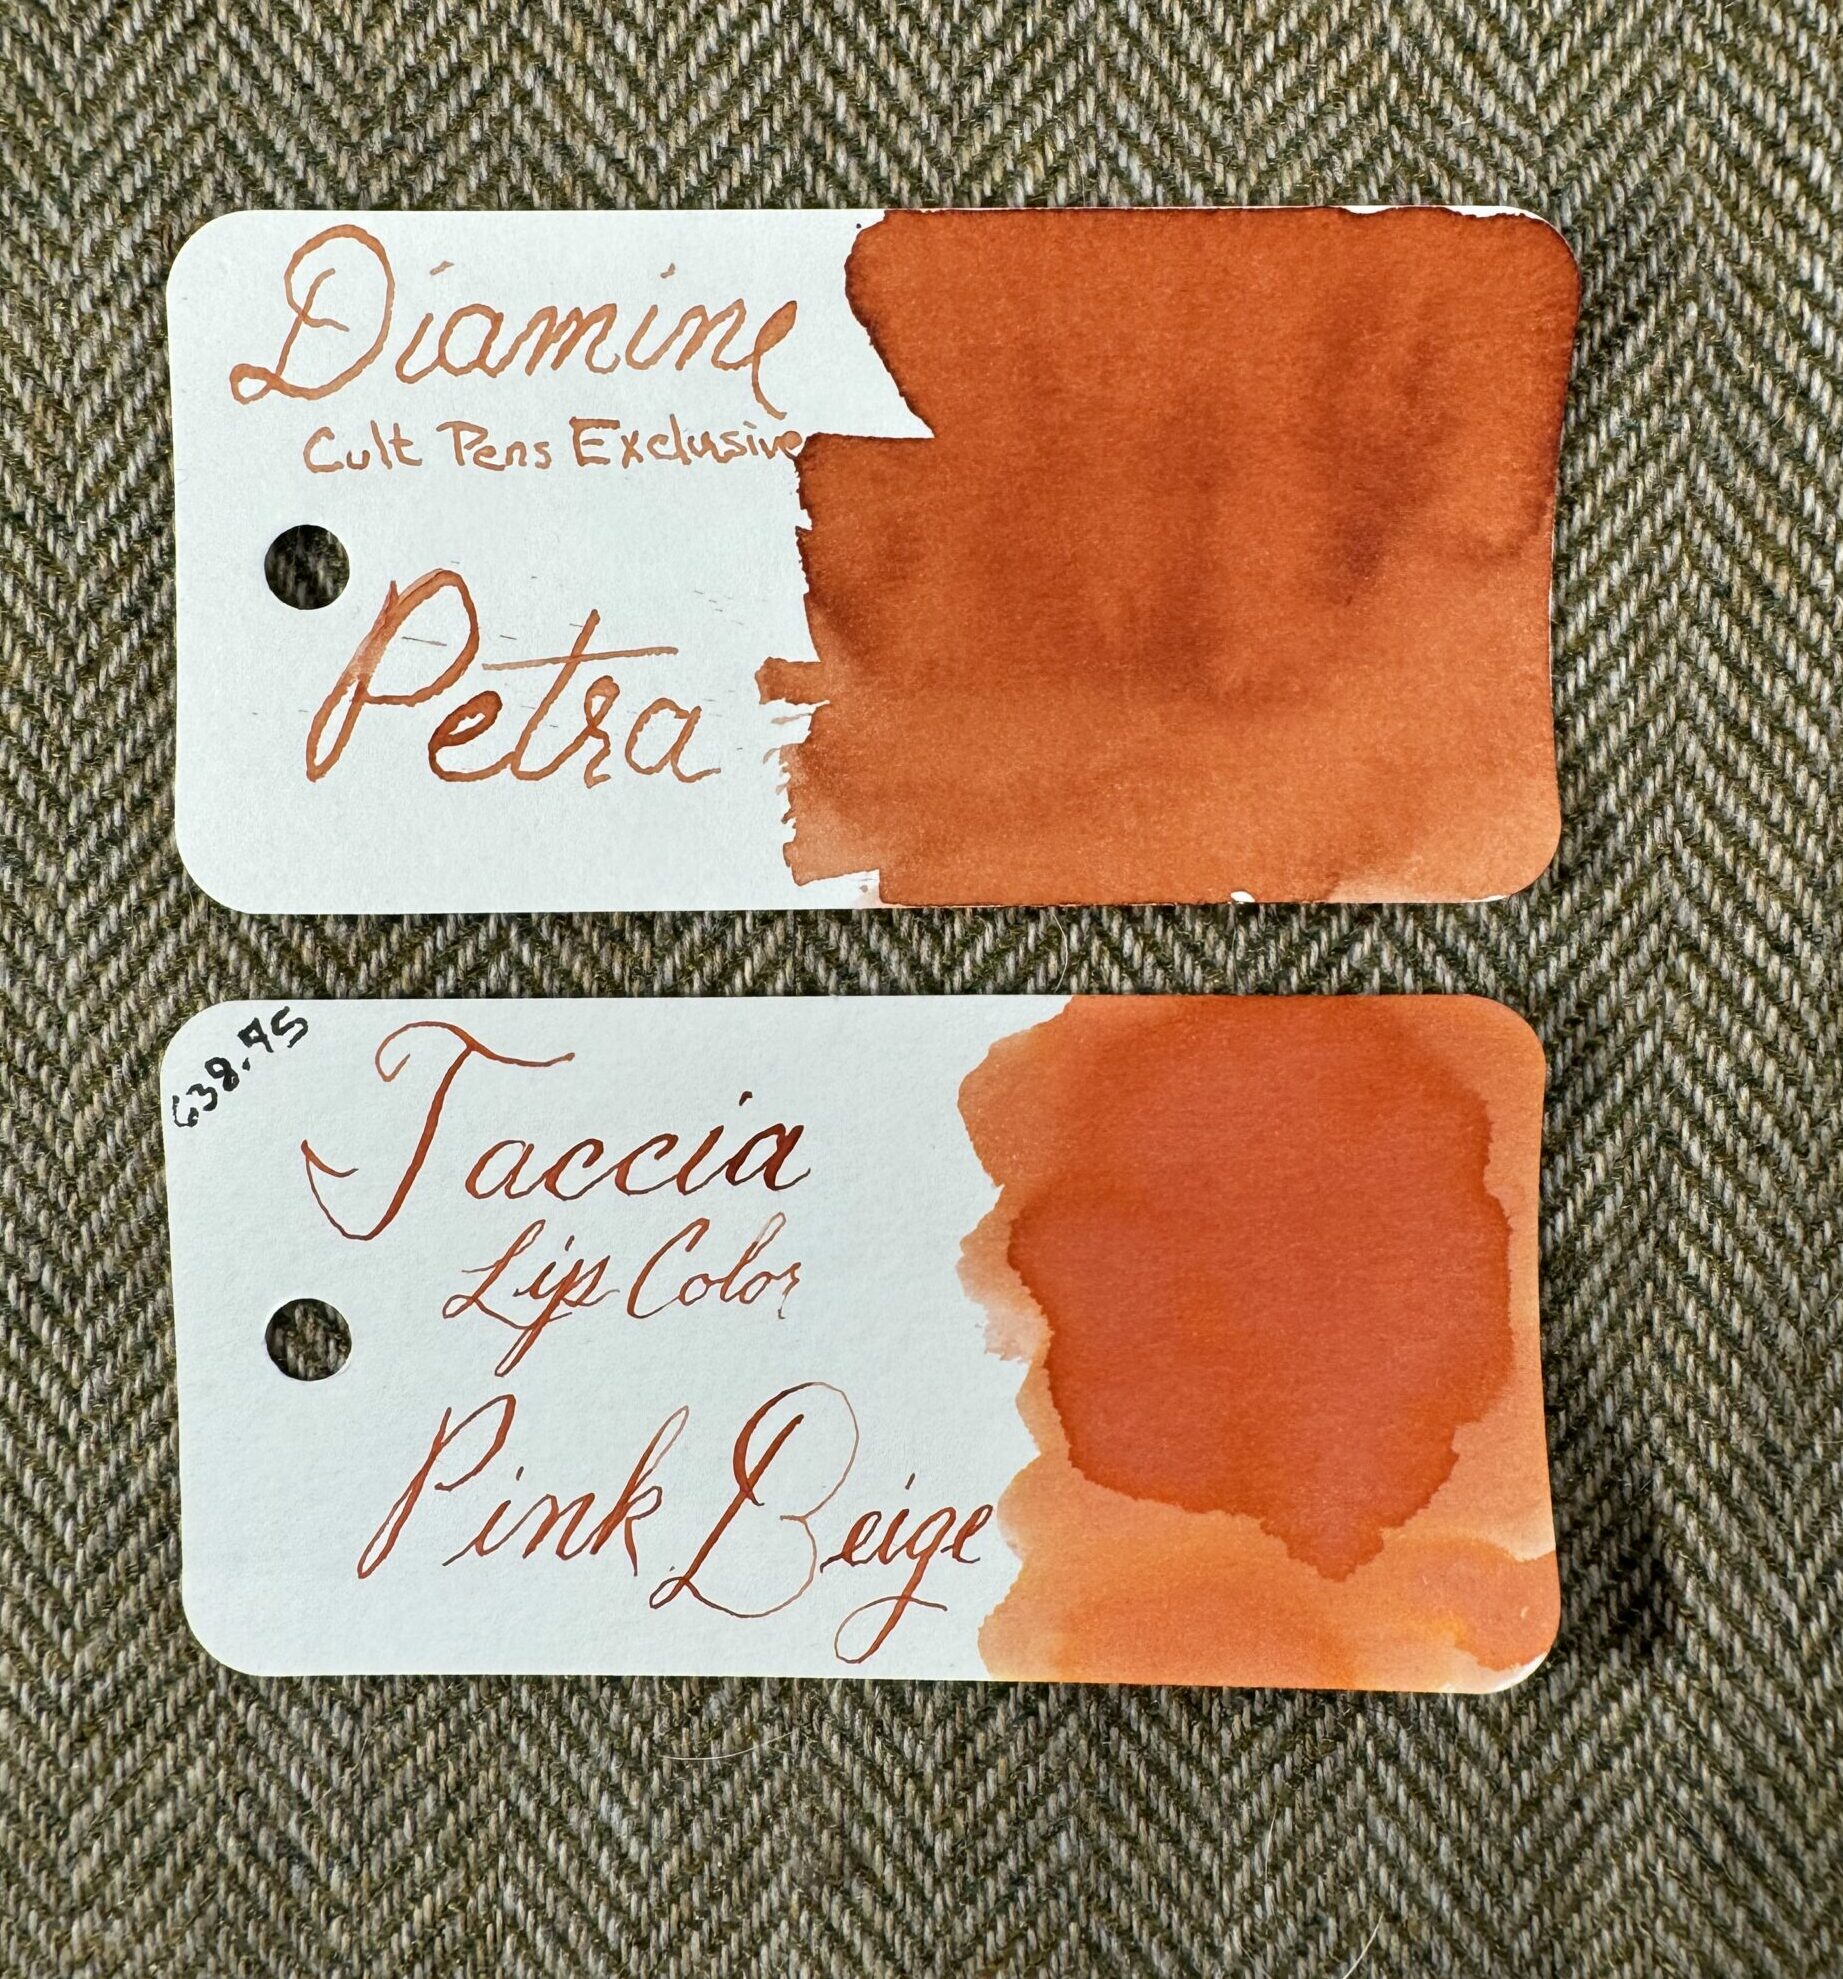 Diamine
Cult Pens Exclusive
Petra
638.95
Taccia
Lip Color
Pink Beige